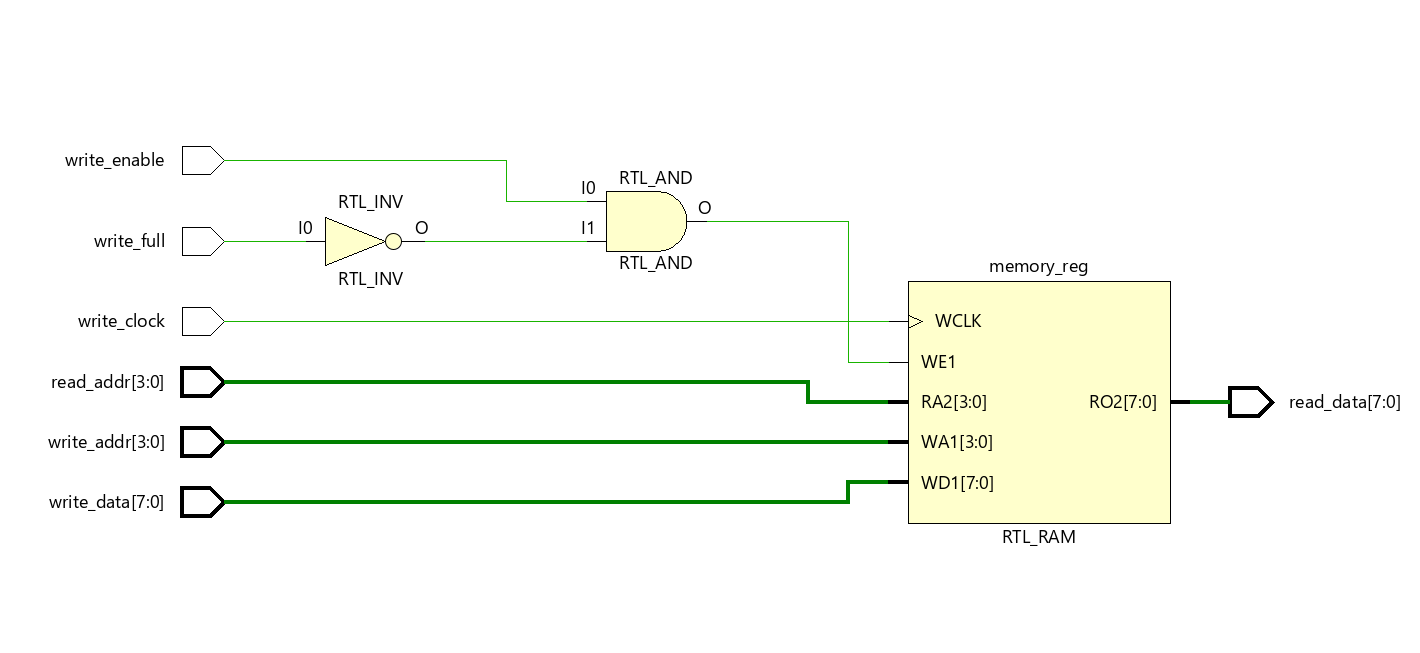 write_enable
write_full
write_clock
read_addr[3:0]
write_addr[3:0]
write_data[7:0]
RTL_INV
I0
O
RTL_INV
RTL_AND
I0
I1
O
RTL_AND
memory_reg
WCLK
WE1
RA2[3:0]
RO2[7:0]
WA1[3:0]
WD1[7:0]
RTL_RAM
read_data[7:0]